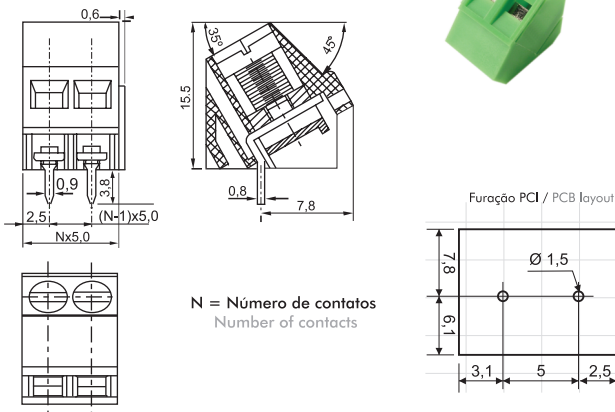 0,6
15.5
0,9
3,8
2,5
(N-1)x5,0
Nx5,0
35°
45°
0,8
7,8
N = Número de contatos
Number of contacts
Furação PCI / PCB layout
7,8
6,1
Ø 1,5
3,1
5
2,5